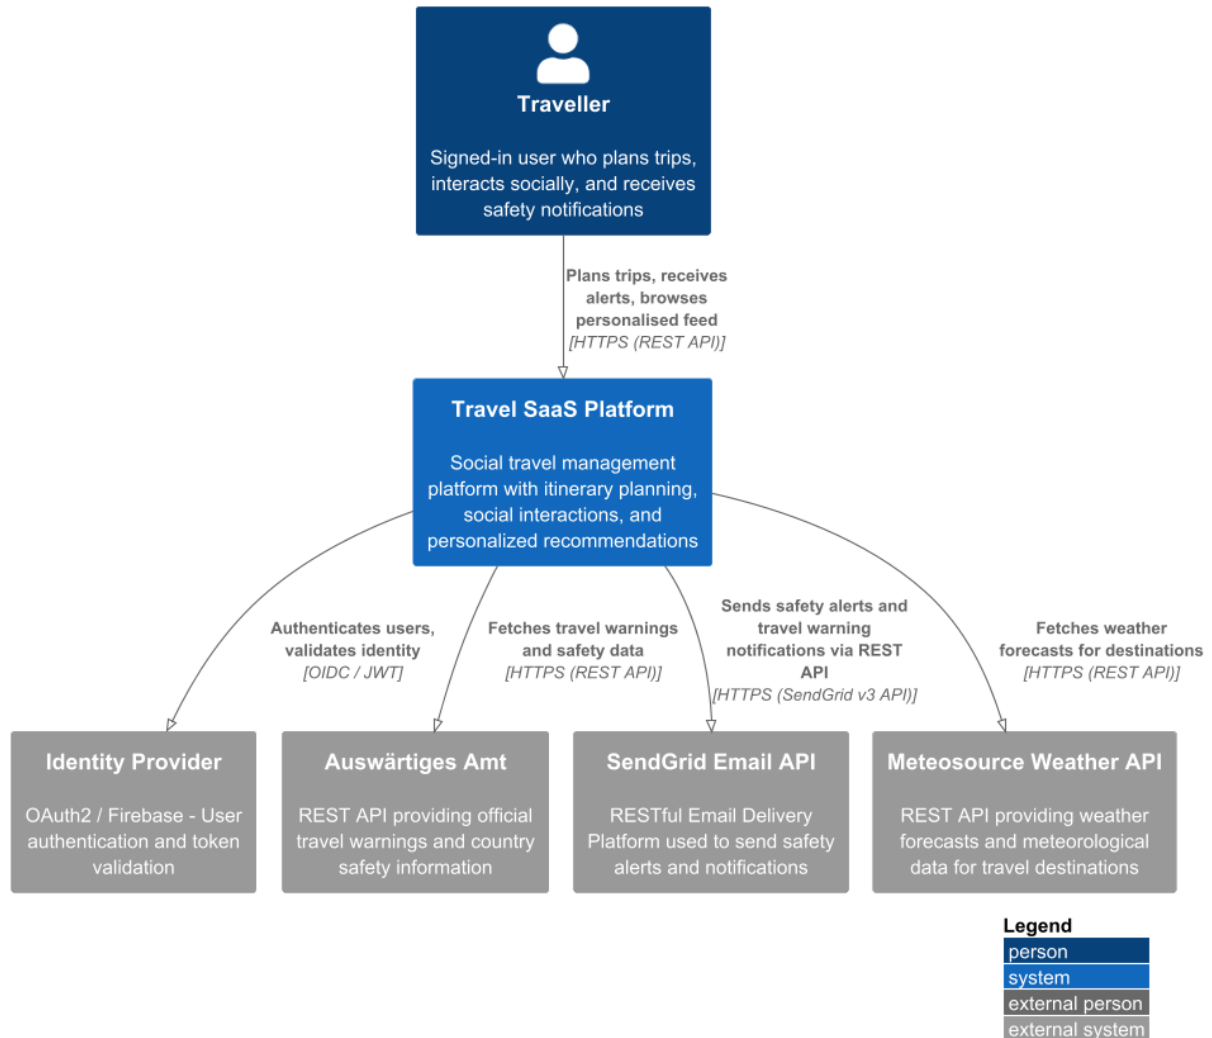 Traveller
Signed-in user who plans trips,
interacts socially, and receives
safety notifications
Plans trips, receives
alerts, browses
personalised feed
[HTTPS (REST API)]
Travel SaaS Platform
Social travel management
platform with itinerary planning,
social interactions, and
personalized recommendations
Authenticates users,
validates identity
[OIDC / JWT]
Fetches travel warnings
and safety data
[HTTPS (REST API)]
Sends safety alerts and
travel warning
notifications via REST
API
[HTTPS (SendGrid v3 API)]
Fetches weather
forecasts for destinations
[HTTPS (REST API)]
Identity Provider
OAuth2 / Firebase - User
authentication and token
validation
Auswärtiges Amt
REST API providing official
travel warnings and country
safety information
SendGrid Email API
RESTful Email Delivery
Platform used to send safety
alerts and notifications
Meteosource Weather API
REST API providing weather
forecasts and meteorological
data for travel destinations
Legend
person
system
external person
external system